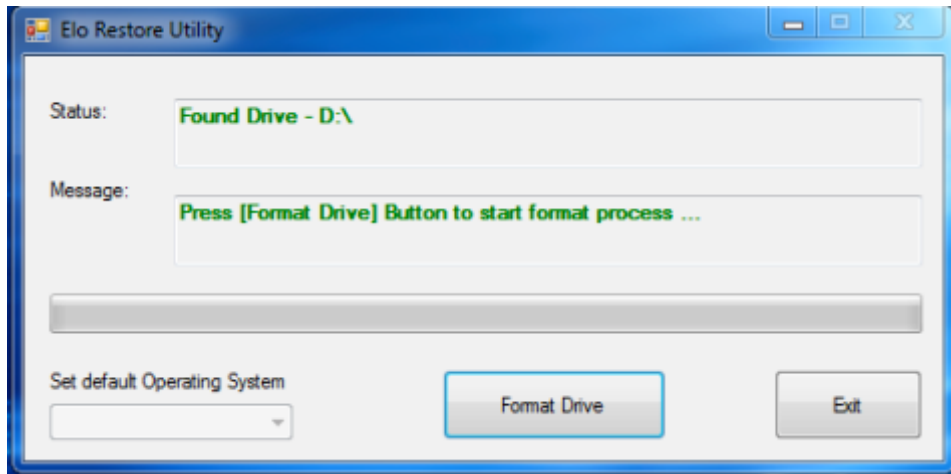 Elo Restore Utility
Status:
Found Drive - D:\
Message:
Press [Format Drive] Button to start format process ...
Set default Operating System
Format Drive
Exit